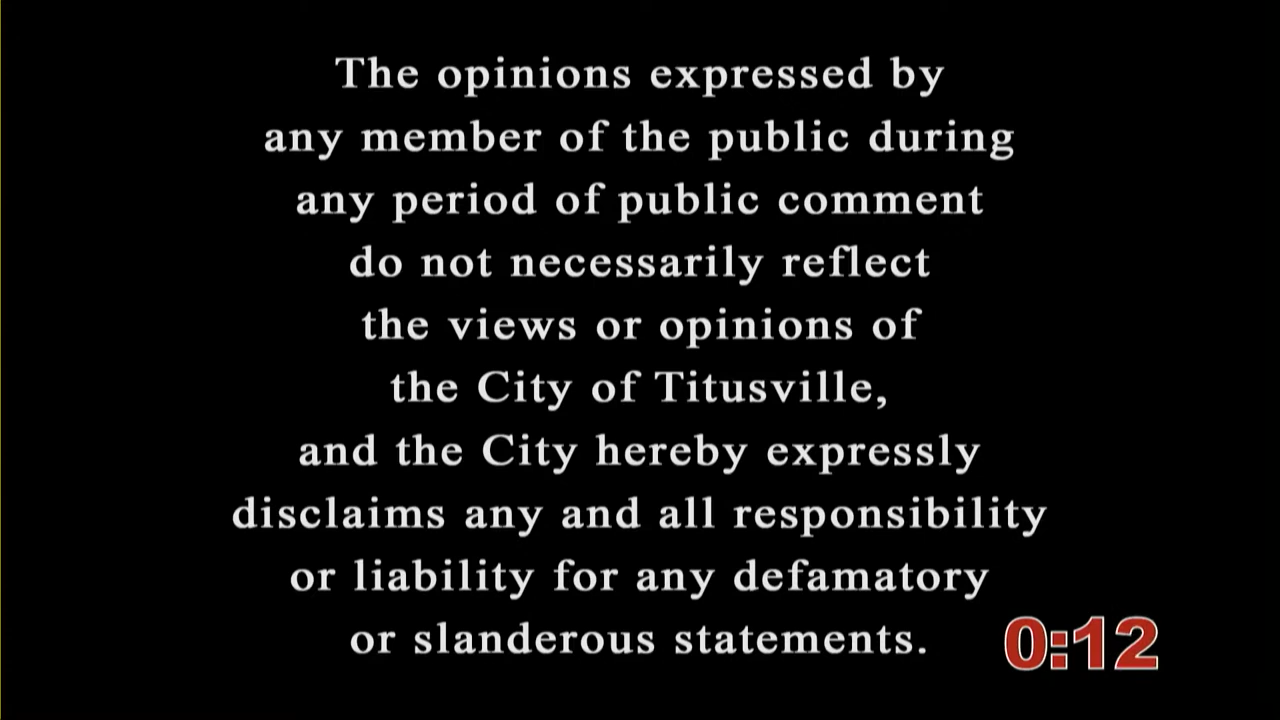 The opinions expressed by
any member of the public during
any period of public comment
do not necessarily reflect
the views or opinions of
the City of Titusville,
and the City hereby expressly
disclaims any and all responsibility
or liability for any defamatory
or slanderous statements.
0:12